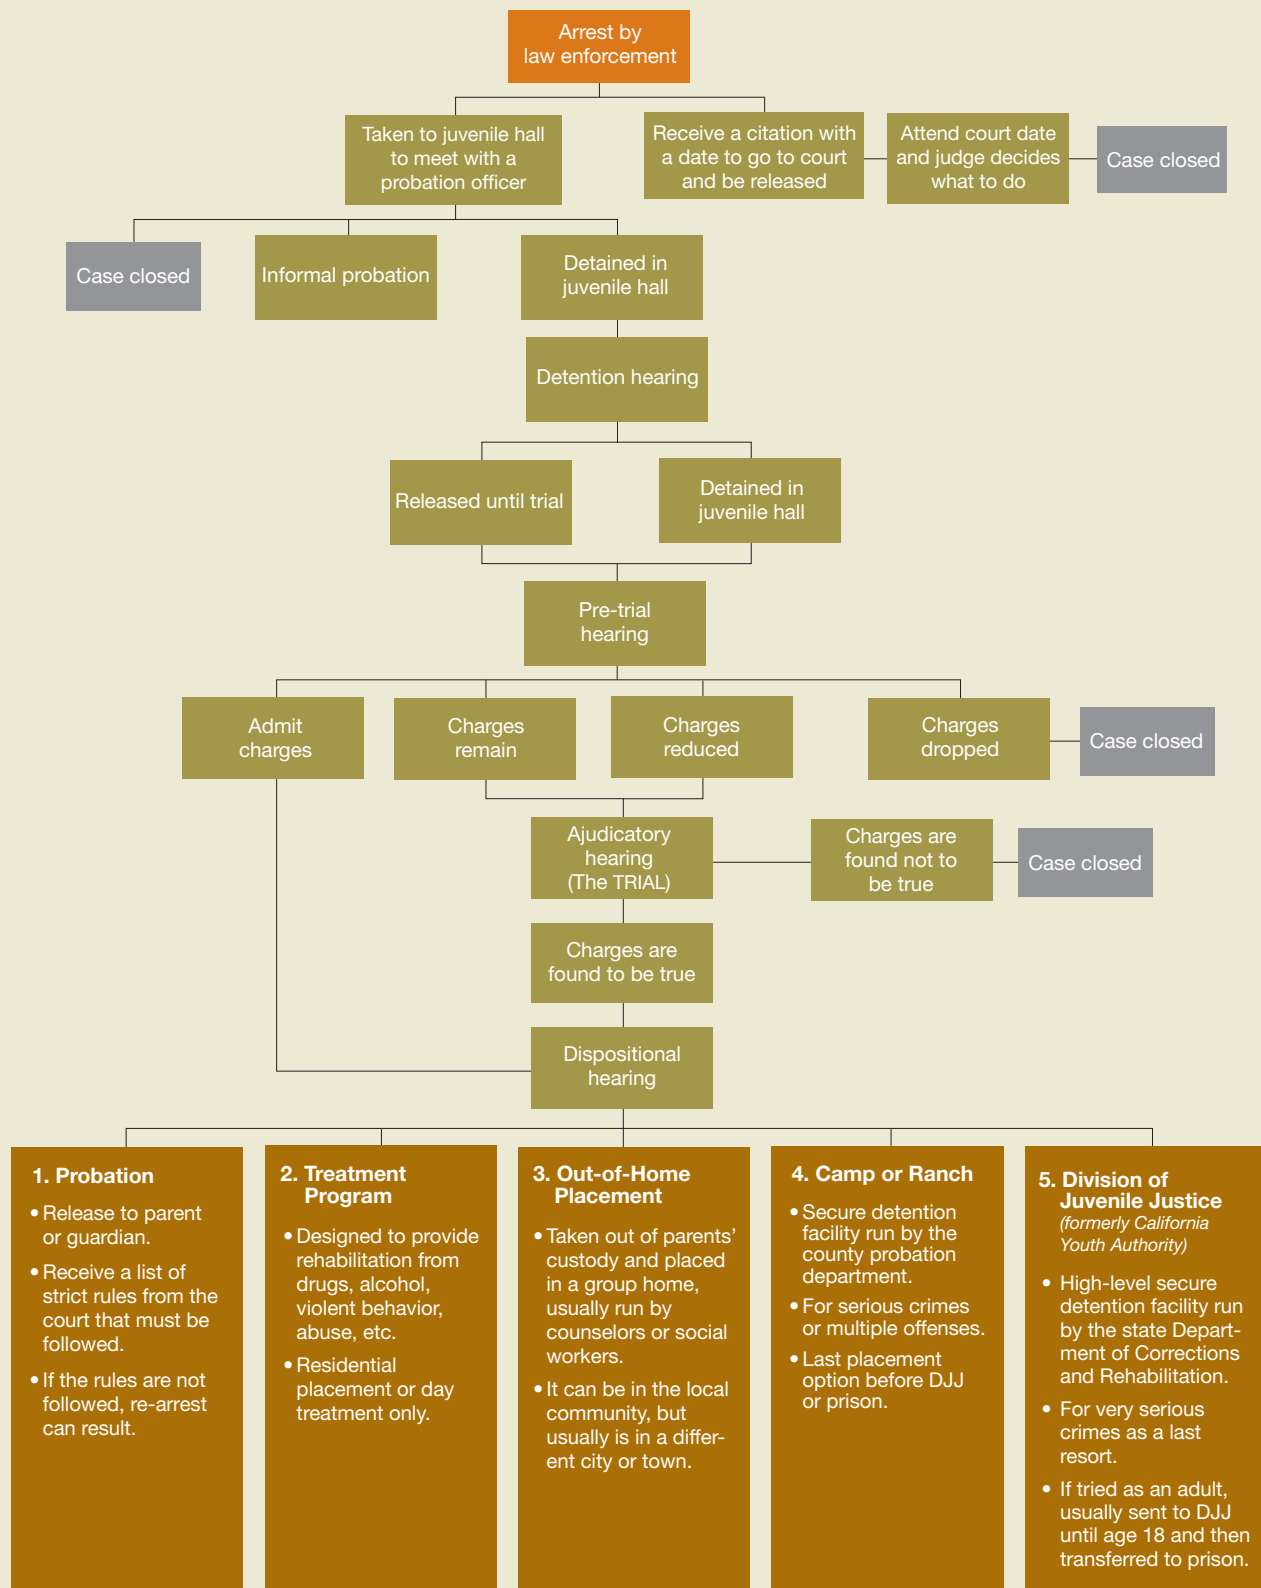 Arrest by
law enforcement
Taken to juvenile hall
to meet with a
probation officer
Receive a citation with
a date to go to court
and be released
Attend court date
and judge decides
what to do
Case closed
Case closed
Informal probation
Detained in
juvenile hall
Detention hearing
Released until trial
Detained in
juvenile hall
Pre-trial
hearing
Admit
charges
Charges
remain
Charges
reduced
Charges
dropped
Case closed
Ajudicatory
hearing
(The TRIAL)
Charges are
found not to
be true
Case closed
Charges are
found to be true
Dispositional
hearing
1. Probation
• Release to parent
or guardian.
• Receive a list of
strict rules from the
court that must be
followed.
• If the rules are not
followed, re-arrest
can result.
2. Treatment
Program
• Designed to provide
rehabilitation from
drugs, alcohol,
violent behavior,
abuse, etc.
• Residential
placement or day
treatment only.
3. Out-of-Home
Placement
• Taken out of parents’
custody and placed
in a group home,
usually run by
counselors or social
workers.
• It can be in the local
community, but
usually is in a differ-
ent city or town.
4. Camp or Ranch
• Secure detention
facility run by the
county probation
department.
• For serious crimes
or multiple offenses.
• Last placement
option before DJJ
or prison.
5. Division of
Juvenile Justice
(formerly California
Youth Authority)
• High-level secure
detention facility run
by the state Depart-
ment of Corrections
and Rehabilitation.
• For very serious
crimes as a last
resort.
• If tried as an adult,
usually sent to DJJ
until age 18 and then
transferred to prison.